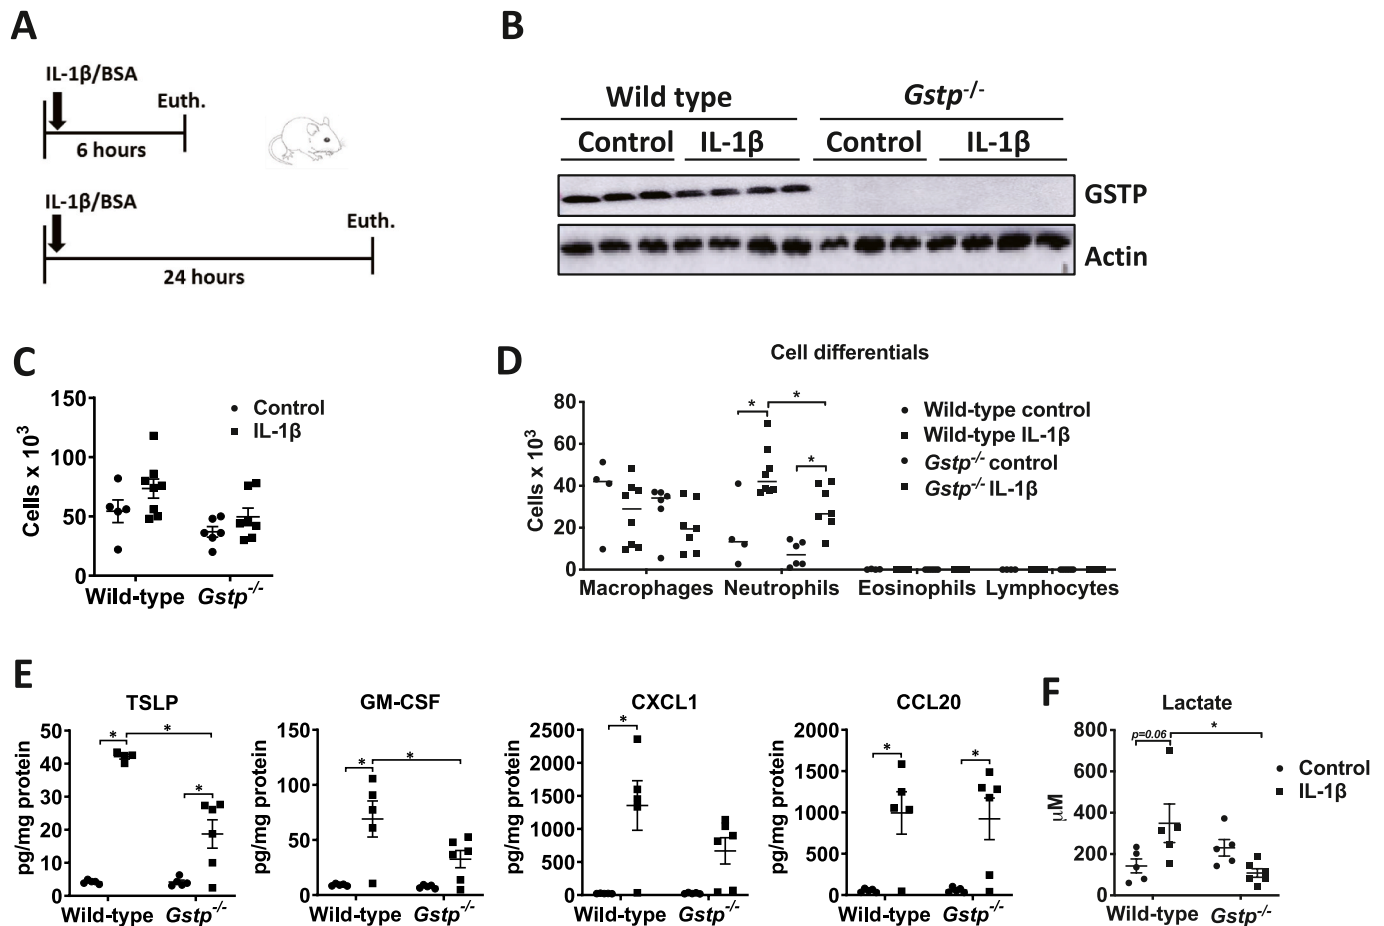 A
IL-1β/BSA
Euth.
6 hours
IL-1β/BSA
Euth.
24 hours
B
Wild type Gstp-/-
Control IL-1β Control IL-1β
GSTP
Actin
C
150
100
50
0
Cells x 10³
Control
IL-1β
Wild-type Gstp-/-
D
Cell differentials
80
60
40
20
0
Cells x 10³
* *
*
Wild-type control
Wild-type IL-1β
Gstp-/- control
Gstp-/- IL-1β
Macrophages Neutrophils Eosinophils Lymphocytes
E
TSLP
50
40
30
20
10
0
pg/mg protein
* *
*
Wild-type Gstp-/-
GM-CSF
150
100
50
0
pg/mg protein
* *
Wild-type Gstp-/-
CXCL1
2500
2000
1500
1000
500
0
pg/mg protein
*
Wild-type Gstp-/-
CCL20
2000
1500
1000
500
0
pg/mg protein
* *
Wild-type Gstp-/-
F
Lactate
800
600
400
200
0
μM
p=0.06 *
Control
IL-1β
Wild-type Gstp-/-